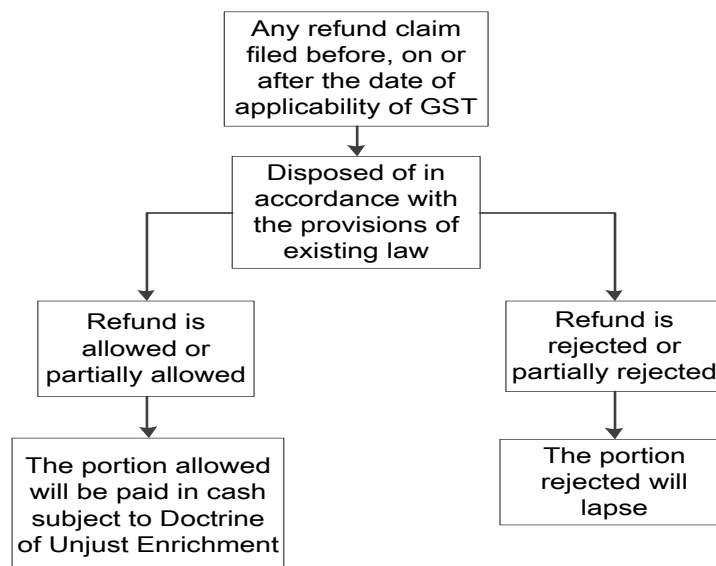 Any refund claim
filed before, on or
after the date of
applicability of GST
Disposed of in
accordance with
the provisions of
existing law
Refund is
allowed or
partially allowed
Refund is
rejected or
partially rejected
The portion allowed
will be paid in cash
subject to Doctrine
of Unjust Enrichment
The portion
rejected will
lapse